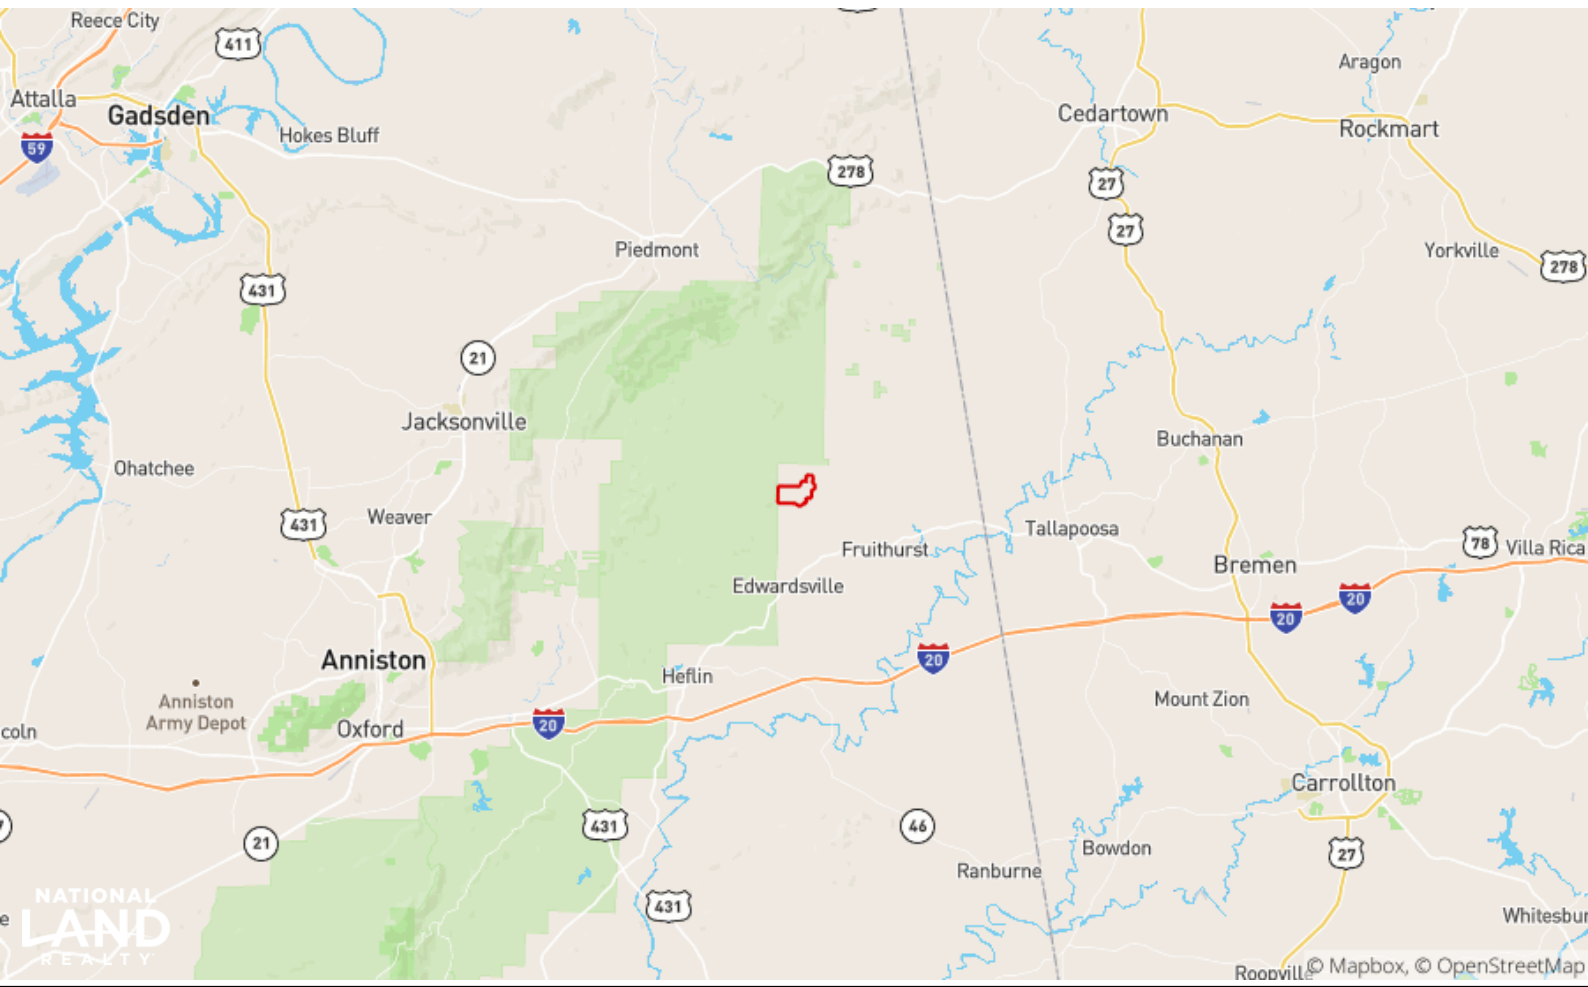 Reece City
411
Aragon
Attalla
Gadsden
Cedartown
Rockmart
Hokes Bluff
59
278
27
27
Piedmont
Yorkville
278
431
21
Jacksonville
Buchanan
Ohatchee
431
Weaver
Tallapoosa
Fruithurst
78
Villa Rica
Bremen
Edwardsville
20
20
Anniston
20
Heflin
Anniston
Army Depot
Mount Zion
coln
Oxford
20
Carrollton
431
46
21
Bowdon
27
Ranburne
NATIONAL
LAND
REALTY
431
Whitesbur
e
Roopville
© Mapbox, © OpenStreetMap